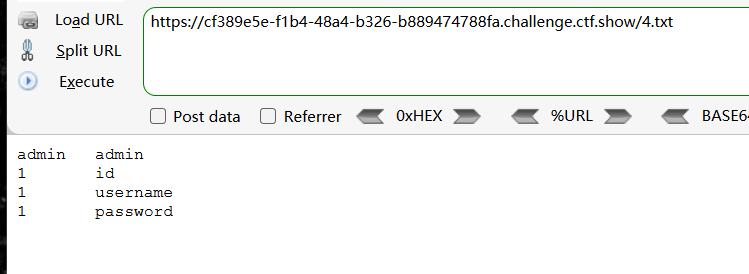 Load URL
https://cf389e5e-f1b4-48a4-b326-b889474788fa.challenge.ctf.show/4.txt
Split URL
Execute
Post data Referrer 0xHEX %URL BASE64
admin admin
1 id
1 username
1 password